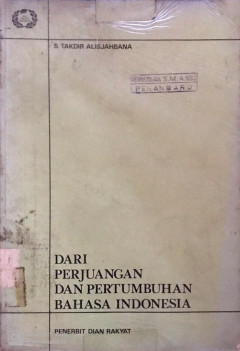 S. TAKDIR ALISJAHBANA
PEKANBARU
DARI
PERJUANGAN
DAN PERTUMBUHAN
BAHASA INDONESIA
PENERBIT DIAN RAKYAT